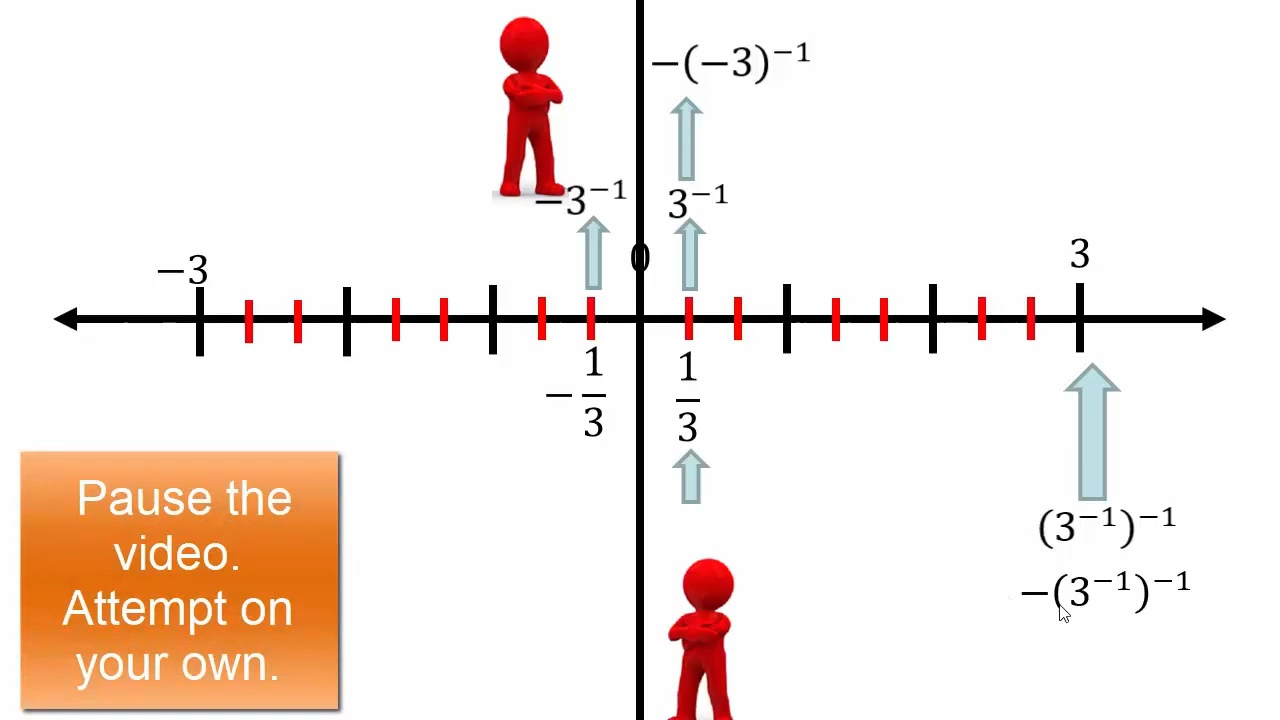 −(−3)⁻¹
−3⁻¹
3⁻¹
−3
0
3
−1/3
1/3
(3⁻¹)⁻¹
−(3⁻¹)⁻¹
Pause the
video.
Attempt on
your own.